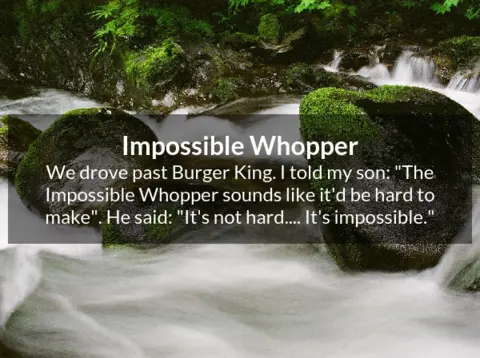 Impossible Whopper
We drove past Burger King. I told my son: "The
Impossible Whopper sounds like it'd be hard to
make". He said: "It's not hard.... It's impossible."